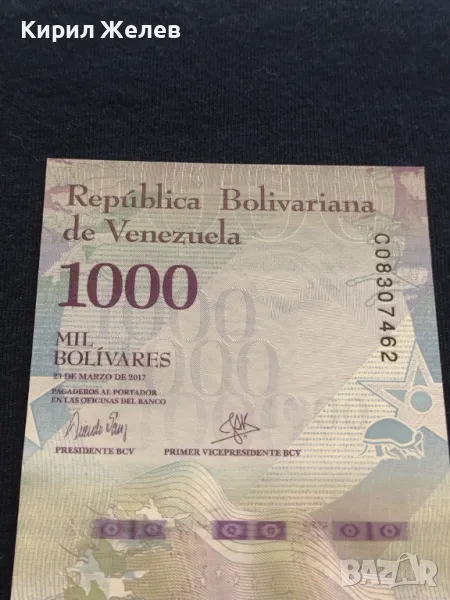 Кирил Желев
República Bolivariana
de Venezuela
1000
C08307462
MIL
BOLÍVARES
23 DE MARZO DE 2017
PAGADEROS AL PORTADOR
EN LAS OFICINAS DEL BANCO
PRESIDENTE BCV
PRIMER VICEPRESIDENTE BCV
BAZAR